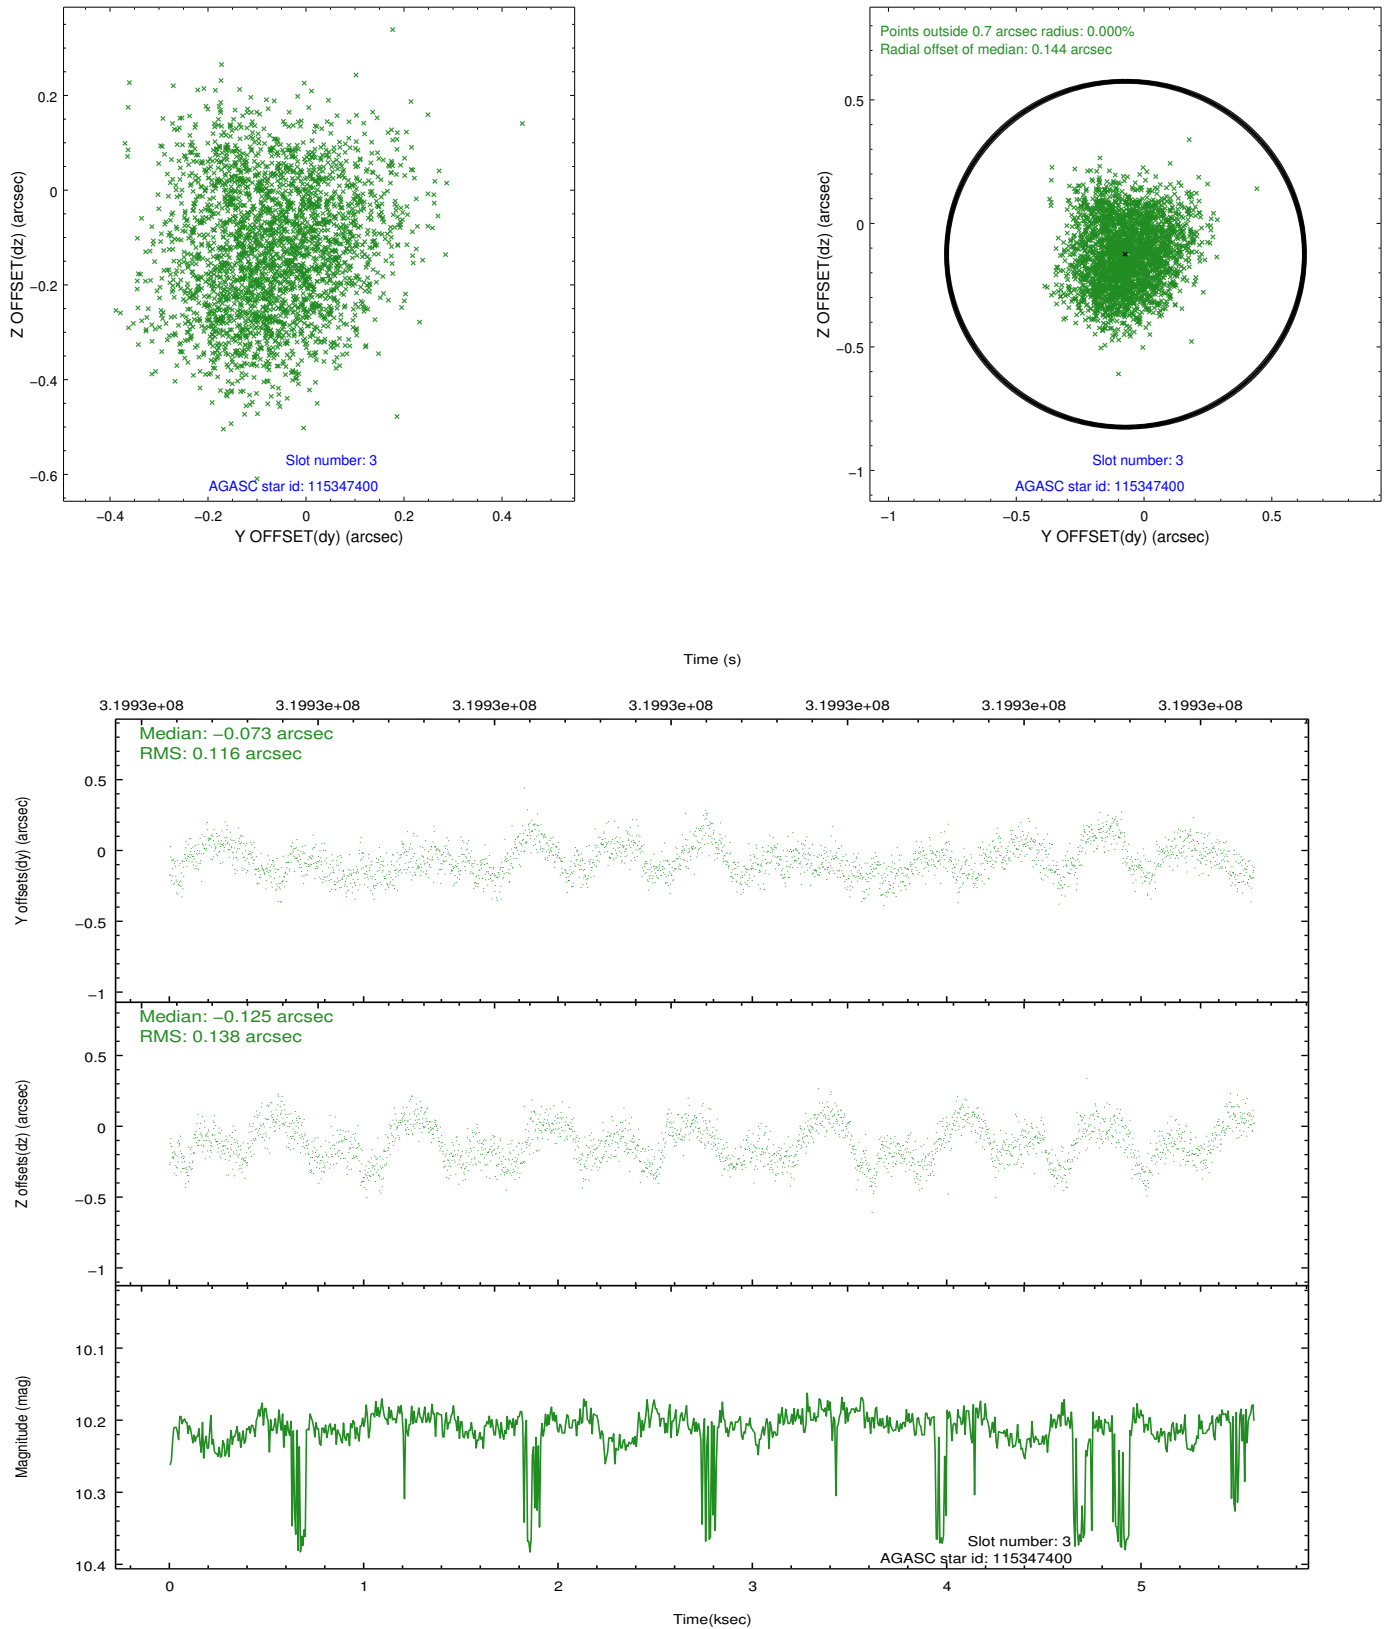 0.2
0
−0.2
−0.4
−0.6
Z OFFSET(dz) (arcsec)
Slot number: 3
AGASC star id: 115347400
−0.4
−0.2
0
0.2
0.4
Y OFFSET(dy) (arcsec)
Points outside 0.7 arcsec radius: 0.000%
Radial offset of median: 0.144 arcsec
0.5
0
−0.5
−1
Z OFFSET(dz) (arcsec)
Slot number: 3
AGASC star id: 115347400
−1
−0.5
0
0.5
Y OFFSET(dy) (arcsec)
Time (s)
3.1993e+08
3.1993e+08
3.1993e+08
3.1993e+08
3.1993e+08
3.1993e+08
3.1993e+08
Median: −0.073 arcsec
RMS: 0.116 arcsec
0.5
0
−0.5
−1
Y offsets(dy) (arcsec)
Median: −0.125 arcsec
RMS: 0.138 arcsec
0.5
0
−0.5
−1
Z offsets(dz) (arcsec)
10.1
10.2
10.3
10.4
Magnitude (mag)
Slot number: 3
AGASC star id: 115347400
0
1
2
3
4
5
Time(ksec)